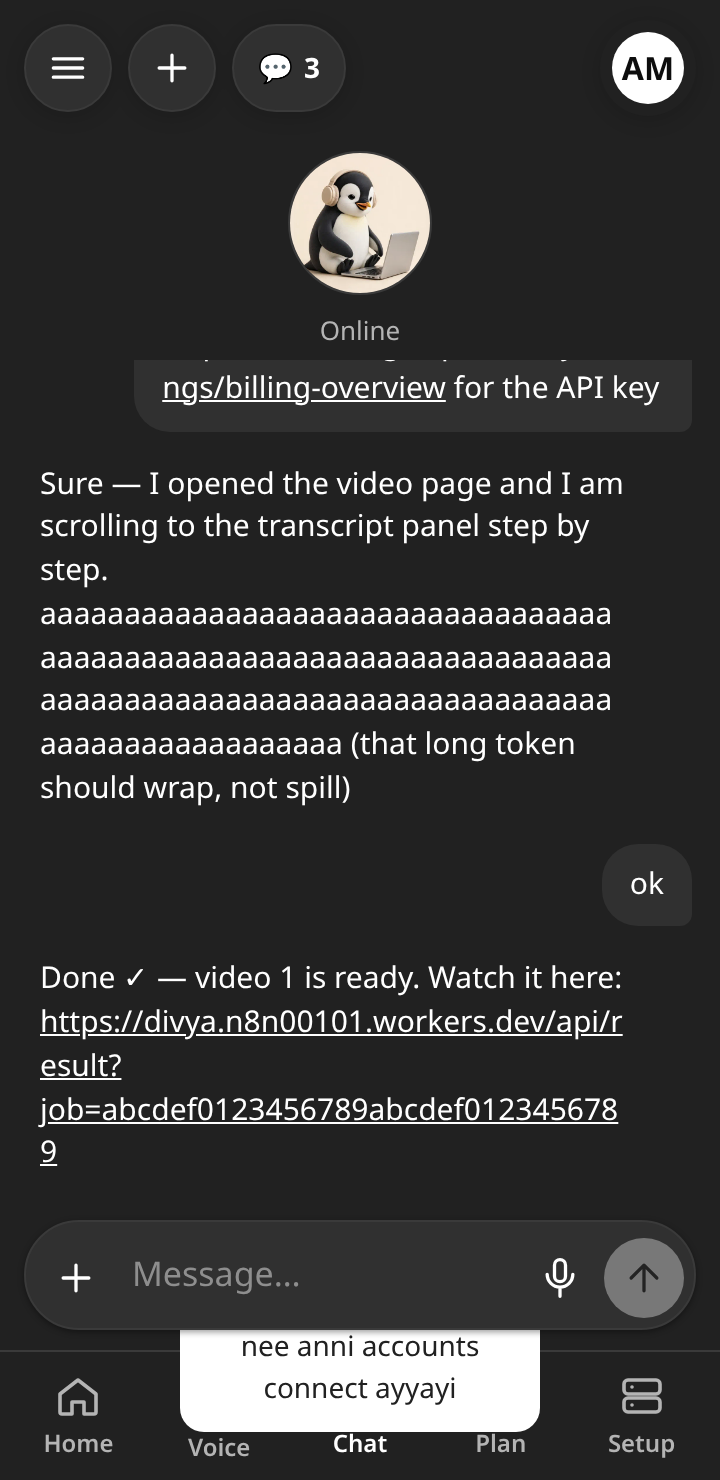 💬 3
AM
Online
ngs/billing-overview for the API key
Sure — I opened the video page and I am
scrolling to the transcript panel step by
step.
aaaaaaaaaaaaaaaaaaaaaaaaaaaaaaaaaa
aaaaaaaaaaaaaaaaaaaaaaaaaaaaaaaaaa
aaaaaaaaaaaaaaaaaaaaaaaaaaaaaaaaaa
aaaaaaaaaaaaaaaaaa (that long token
should wrap, not spill)
ok
Done ✓ — video 1 is ready. Watch it here:
https://divya.n8n00101.workers.dev/api/r
esult?
job=abcdef0123456789abcdef012345678
9
Message...
nee anni accounts
connect ayyayi
Home
Voice
Chat
Plan
Setup